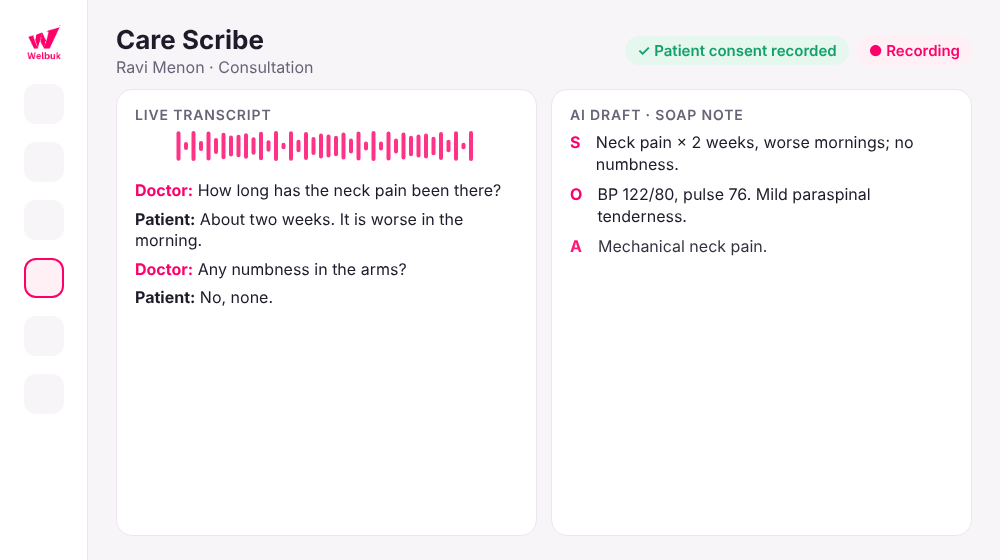 Welbuk
Care Scribe
Ravi Menon · Consultation
✓ Patient consent recorded
Recording
LIVE TRANSCRIPT
Doctor: How long has the neck pain been there?
Patient: About two weeks. It is worse in the
morning.
Doctor: Any numbness in the arms?
Patient: No, none.
AI DRAFT · SOAP NOTE
S Neck pain × 2 weeks, worse mornings; no
numbness.
O BP 122/80, pulse 76. Mild paraspinal
tenderness.
A Mechanical neck pain.